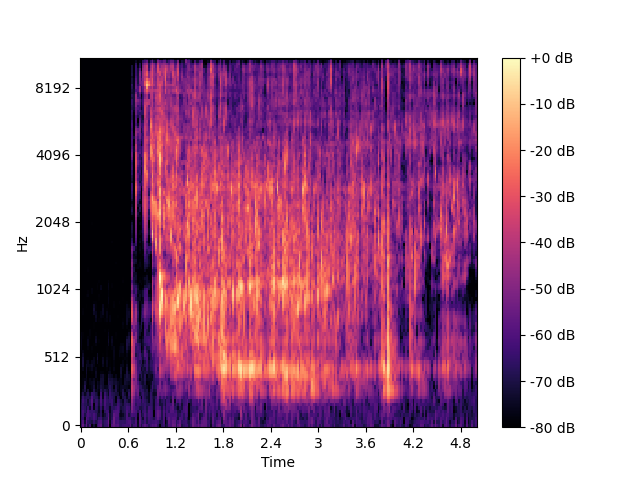 +0 dB
8192
-10 dB
4096
-20 dB
-30 dB
2048
Hz
-40 dB
1024
-50 dB
-60 dB
512
-70 dB
0
-80 dB
0 0.6 1.2 1.8 2.4 3 3.6 4.2 4.8
Time